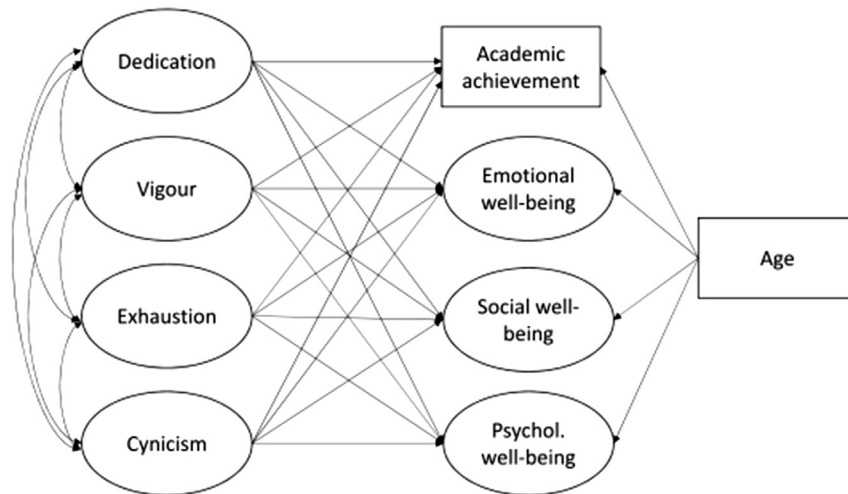 Dedication
Vigour
Exhaustion
Cynicism
Academic
achievement
Emotional
well-being
Social well-
being
Psychol.
well-being
Age